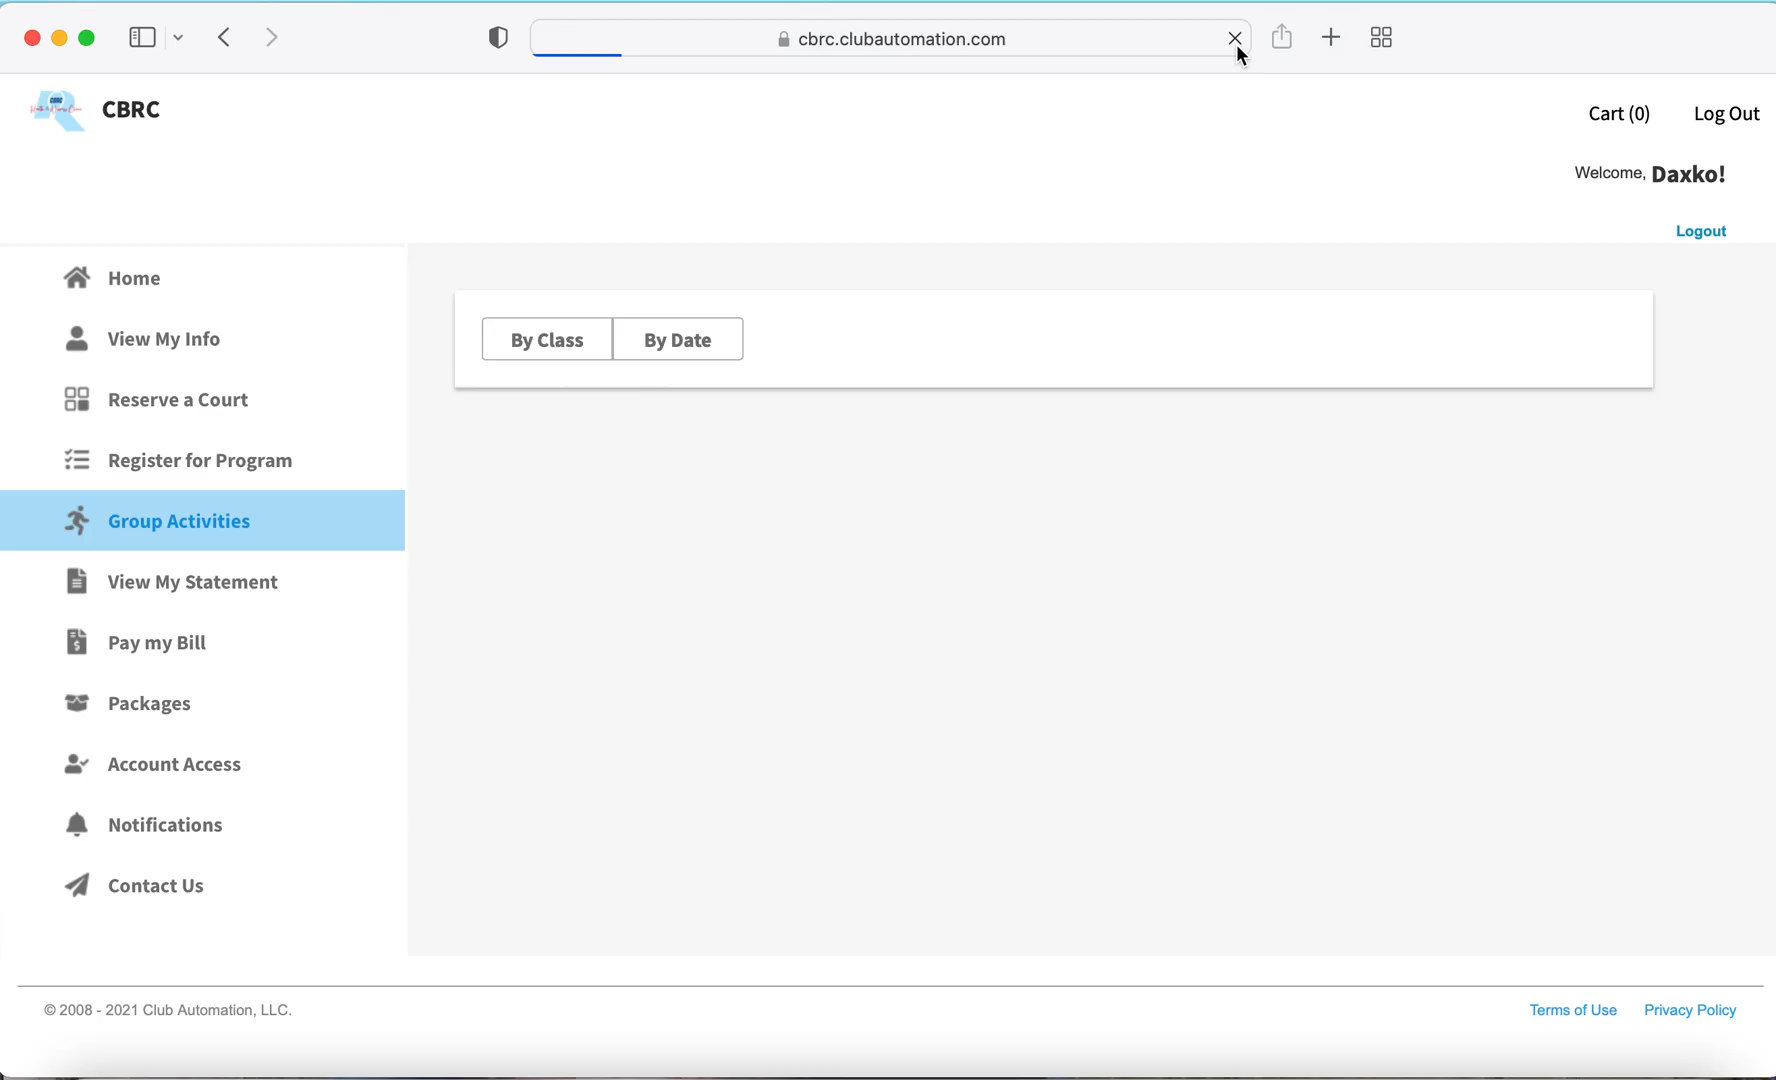 cbrc.clubautomation.com
CBRC
CBRC
Cart (0)
Log Out
Welcome, Daxko!
Logout
Home
View My Info
Reserve a Court
Register for Program
Group Activities
View My Statement
Pay my Bill
Packages
Account Access
Notifications
Contact Us
By Class
By Date
© 2008 - 2021 Club Automation, LLC.
Terms of Use
Privacy Policy